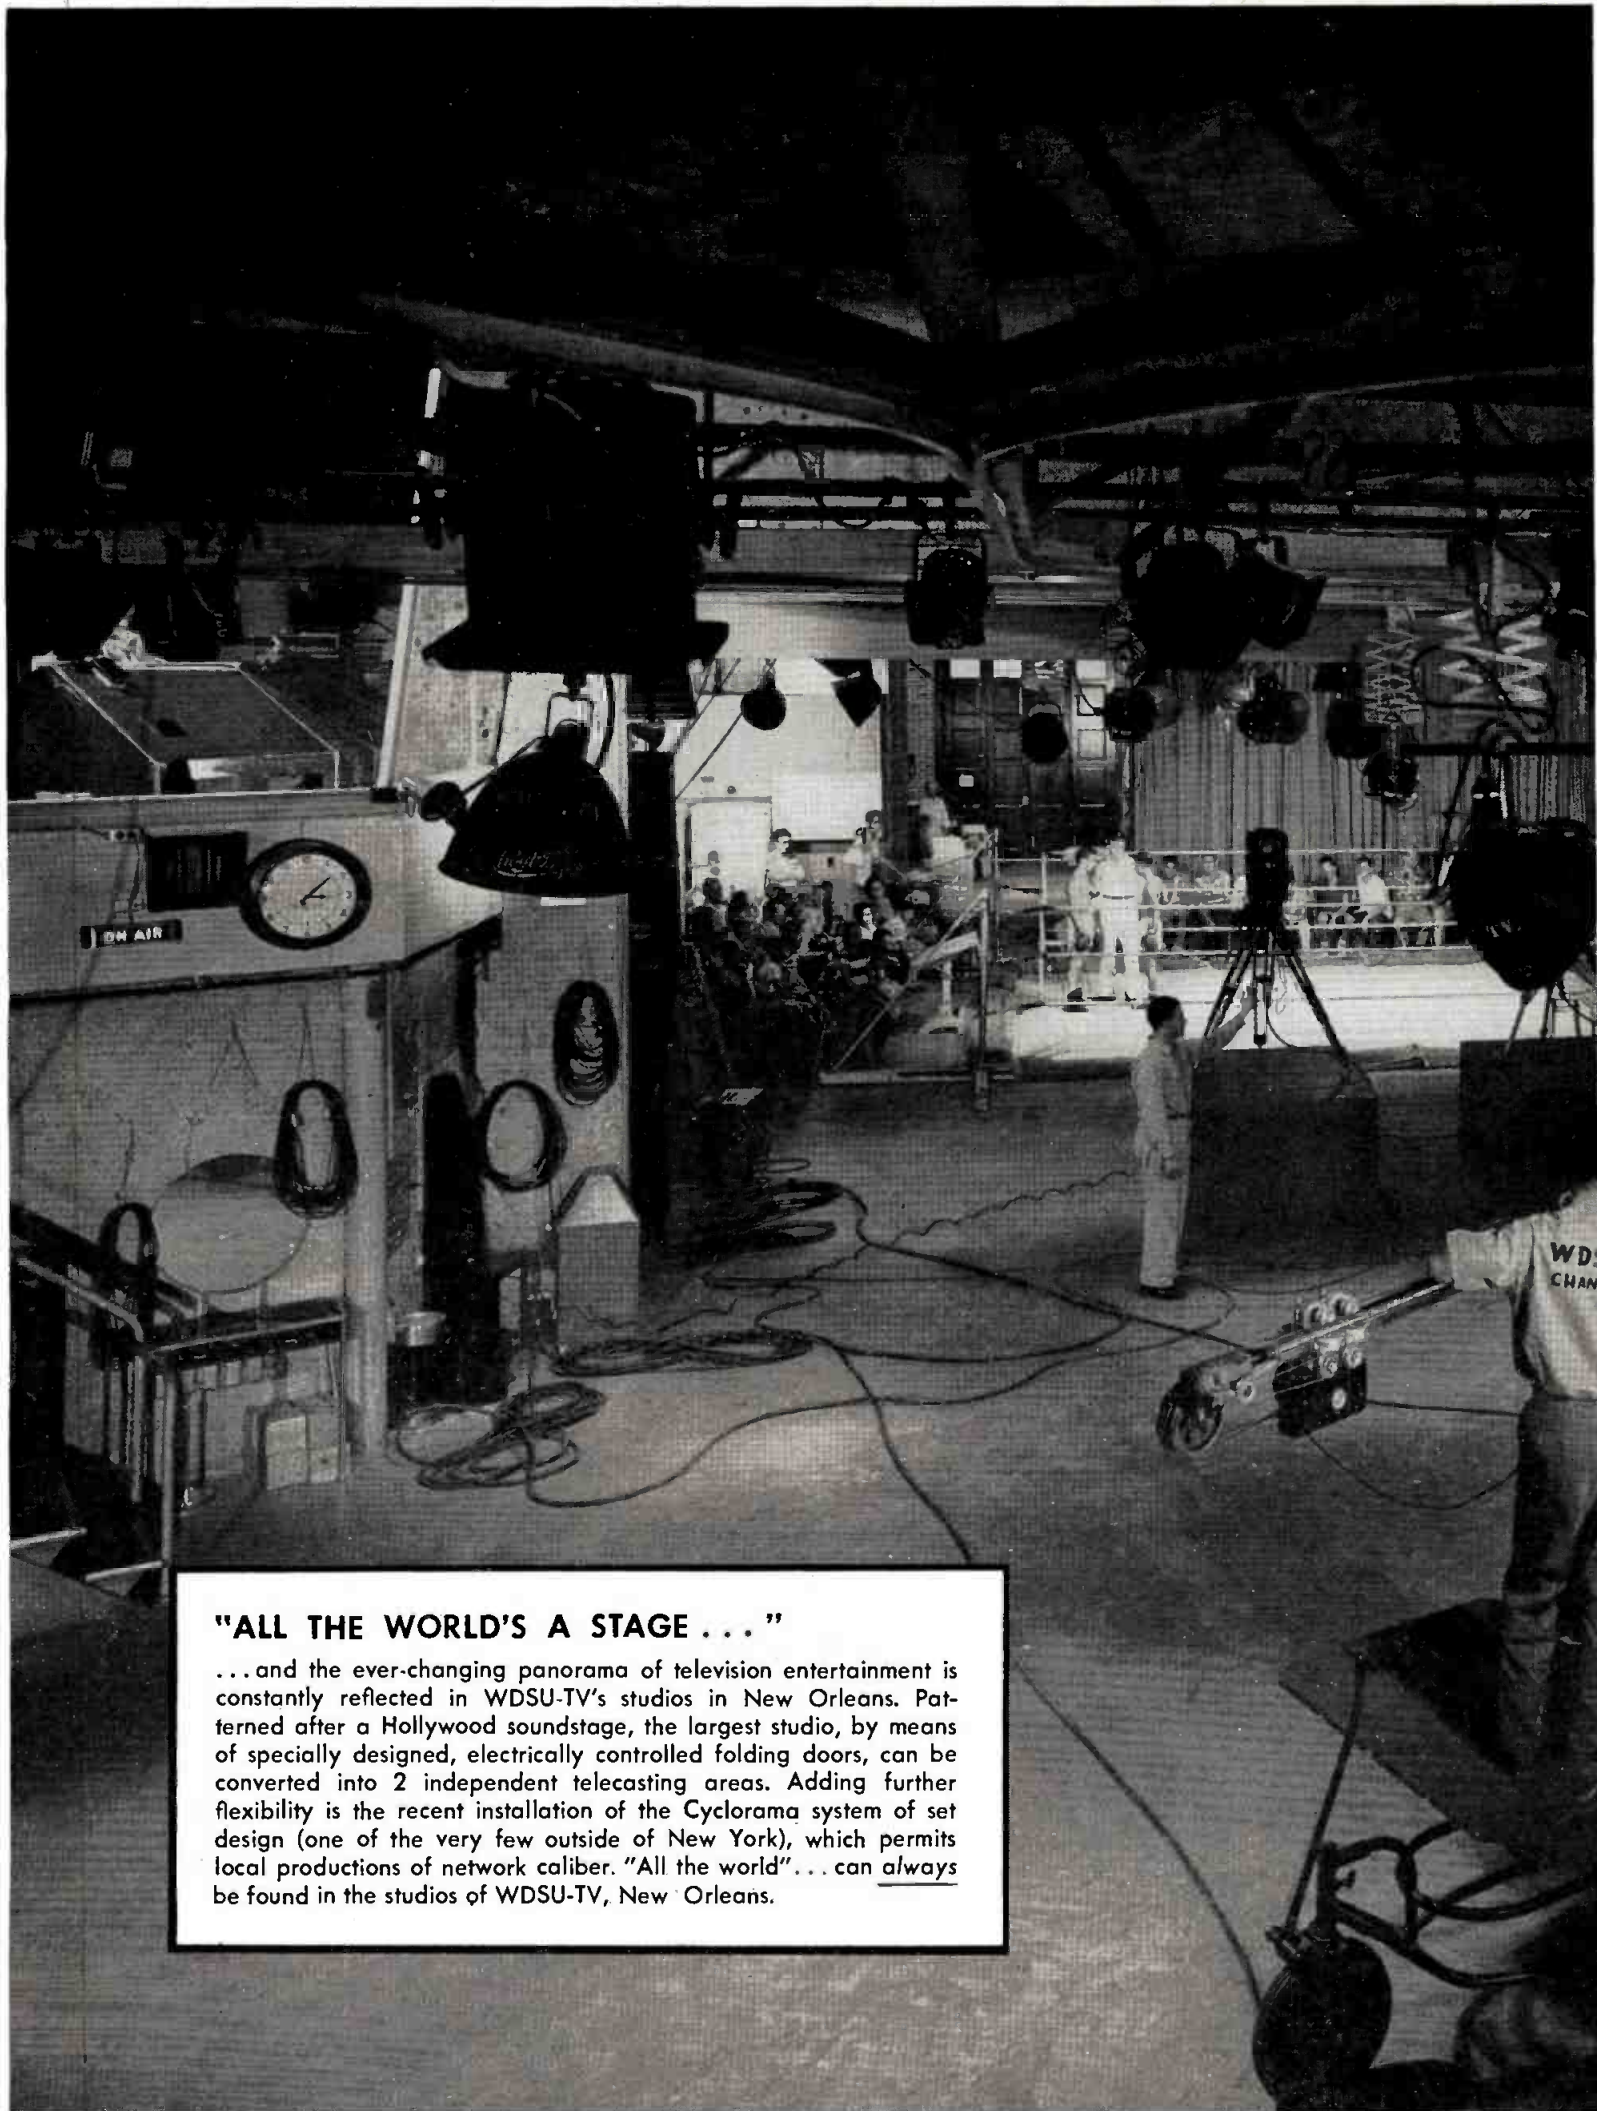 ON AIR
WDS
CHAN
"ALL THE WORLD'S A STAGE . . . "
. . . and the ever-changing panorama of television entertainment is
constantly reflected in WDSU-TV's studios in New Orleans. Pat-
terned after a Hollywood soundstage, the largest studio, by means
of specially designed, electrically controlled folding doors, can be
converted into 2 independent telecasting areas. Adding further
flexibility is the recent installation of the Cyclorama system of set
design (one of the very few outside of New York), which permits
local productions of network caliber. "All the world". . . can always
be found in the studios of WDSU-TV, New Orleans.